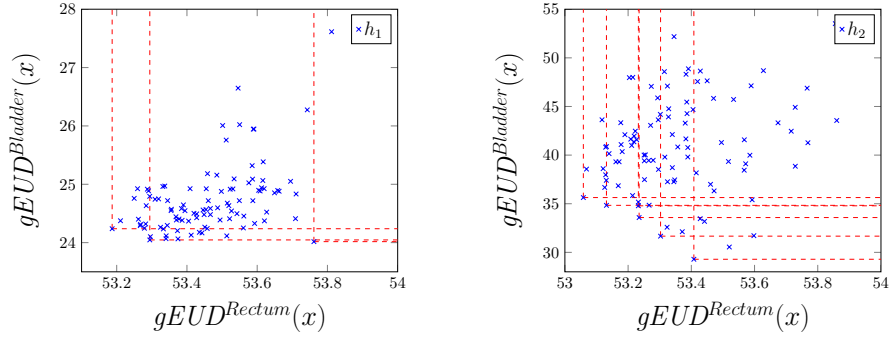 28
27
26
25
24
53.2 53.4 53.6 53.8 54
gEUD^{Rectum}(x)
gEUD^{Bladder}(x)
h_1
55
50
45
40
35
30
53 53.2 53.4 53.6 53.8 54
gEUD^{Rectum}(x)
gEUD^{Bladder}(x)
h_2